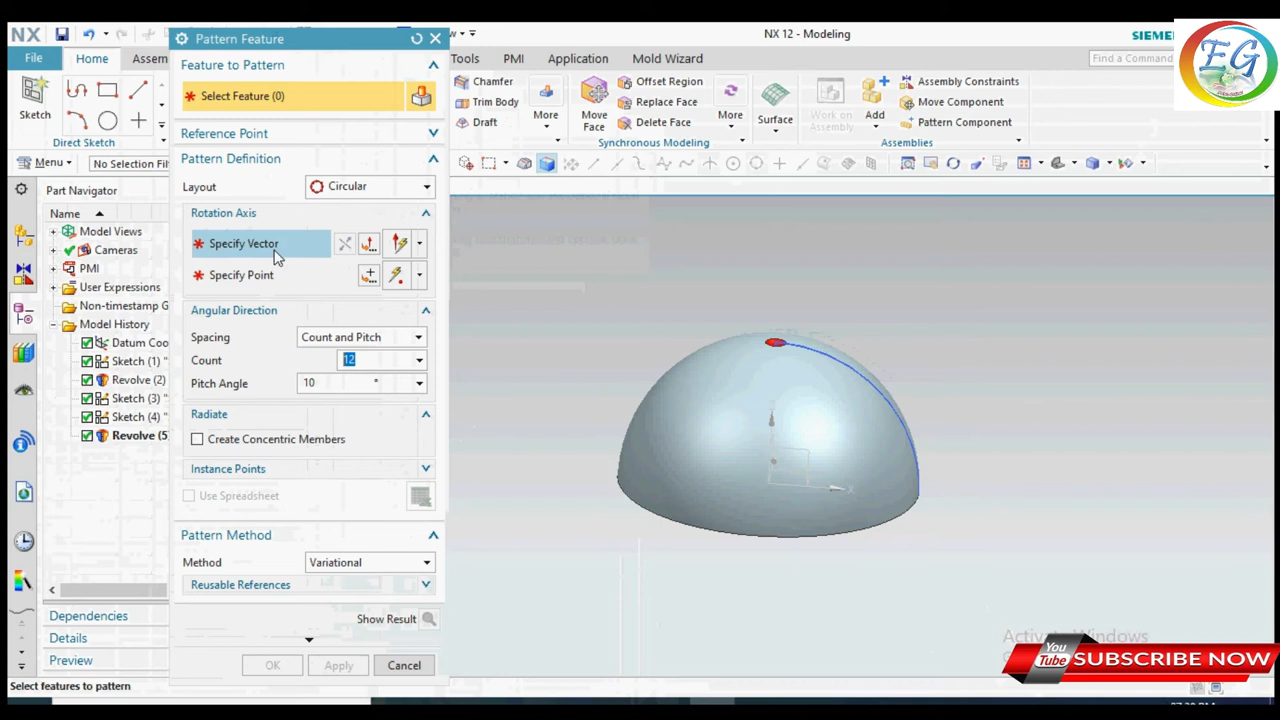 NX
NX 12 - Modeling
SIEM
EG
File
Home
Assem
Tools
PMI
Application
Mold Wizard
Find a Comman
Sketch
Direct Sketch
Chamfer
Trim Body
Draft
More
Move
Face
Offset Region
Replace Face
Delete Face
More
Synchronous Modeling
Surface
Work on
Assembly
Add
Assembly Constraints
Move Component
Pattern Component
Assemblies
Menu
No Selection Fil
Part Navigator
Name
Model Views
Cameras
PMI
User Expressions
Non-timestamp G
Model History
Datum Coo
Sketch (1)
Revolve (2)
Sketch (3)
Sketch (4)
Revolve (5)
Dependencies
Details
Preview
Select features to pattern
Pattern Feature
Feature to Pattern
* Select Feature (0)
Reference Point
Pattern Definition
Layout
Circular
Rotation Axis
* Specify Vector
* Specify Point
Angular Direction
Spacing
Count and Pitch
Count
12
Pitch Angle
10
°
Radiate
Create Concentric Members
Instance Points
Use Spreadsheet
Pattern Method
Method
Variational
Reusable References
Show Result
OK
Apply
Cancel
X
Activate Windows
You
Tube
SUBSCRIBE NOW